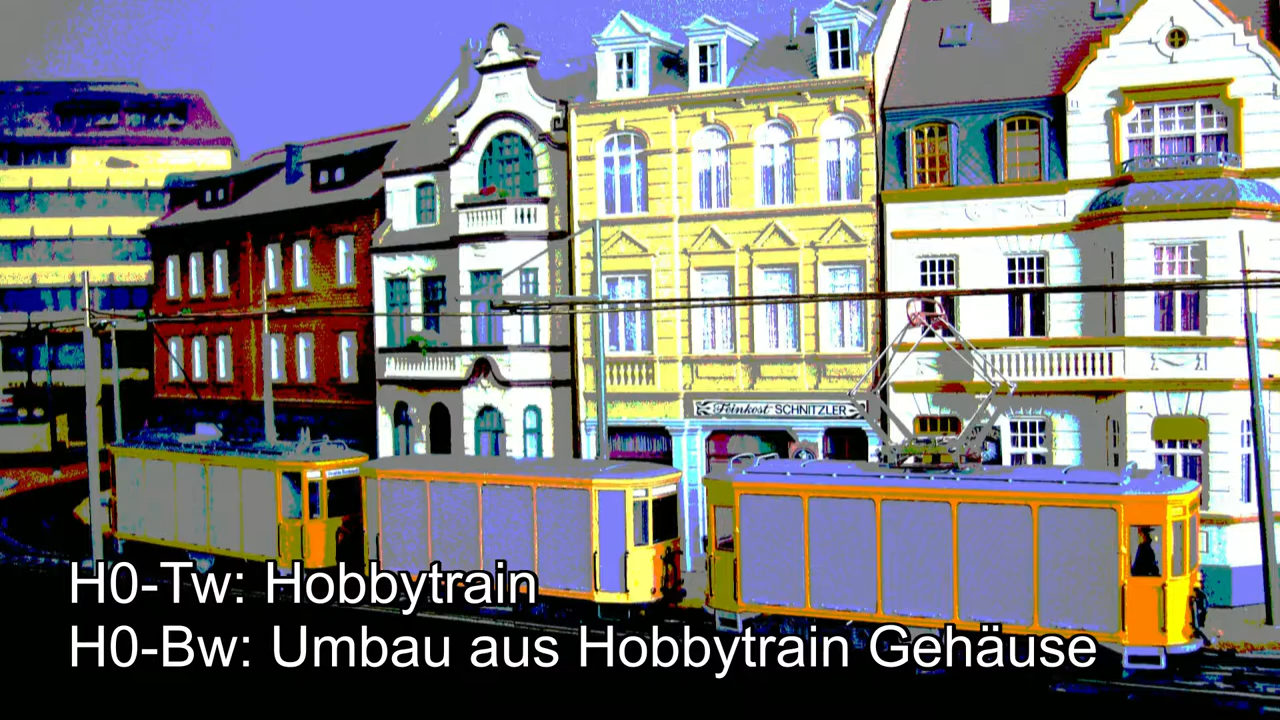 Feinkost SCHNITZLER
H0-Tw: Hobbytrain
H0-Bw: Umbau aus Hobbytrain Gehäuse